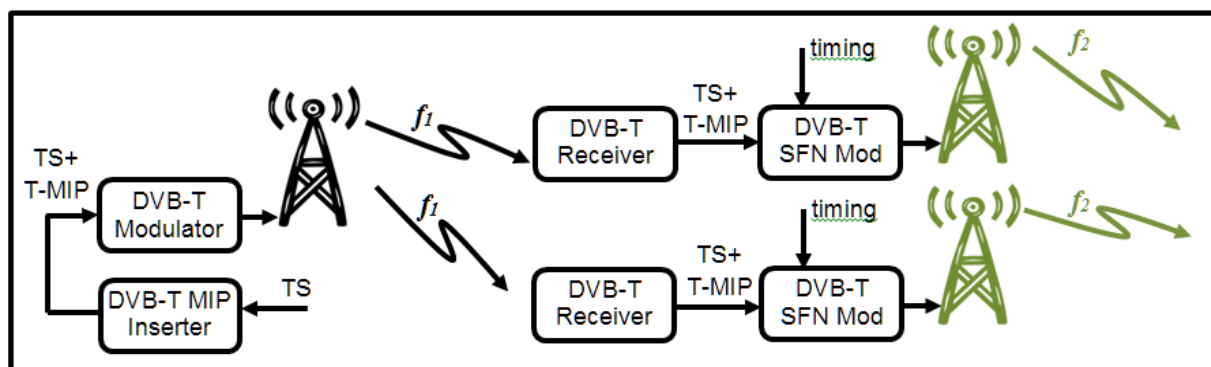 timing
f2
TS+
T-MIP
f1
DVB-T
Receiver
DVB-T
SFN Mod
TS+
T-MIP
DVB-T
Modulator
f1
timing
f2
TS+
T-MIP
DVB-T MIP
Inserter
TS
DVB-T
Receiver
DVB-T
SFN Mod